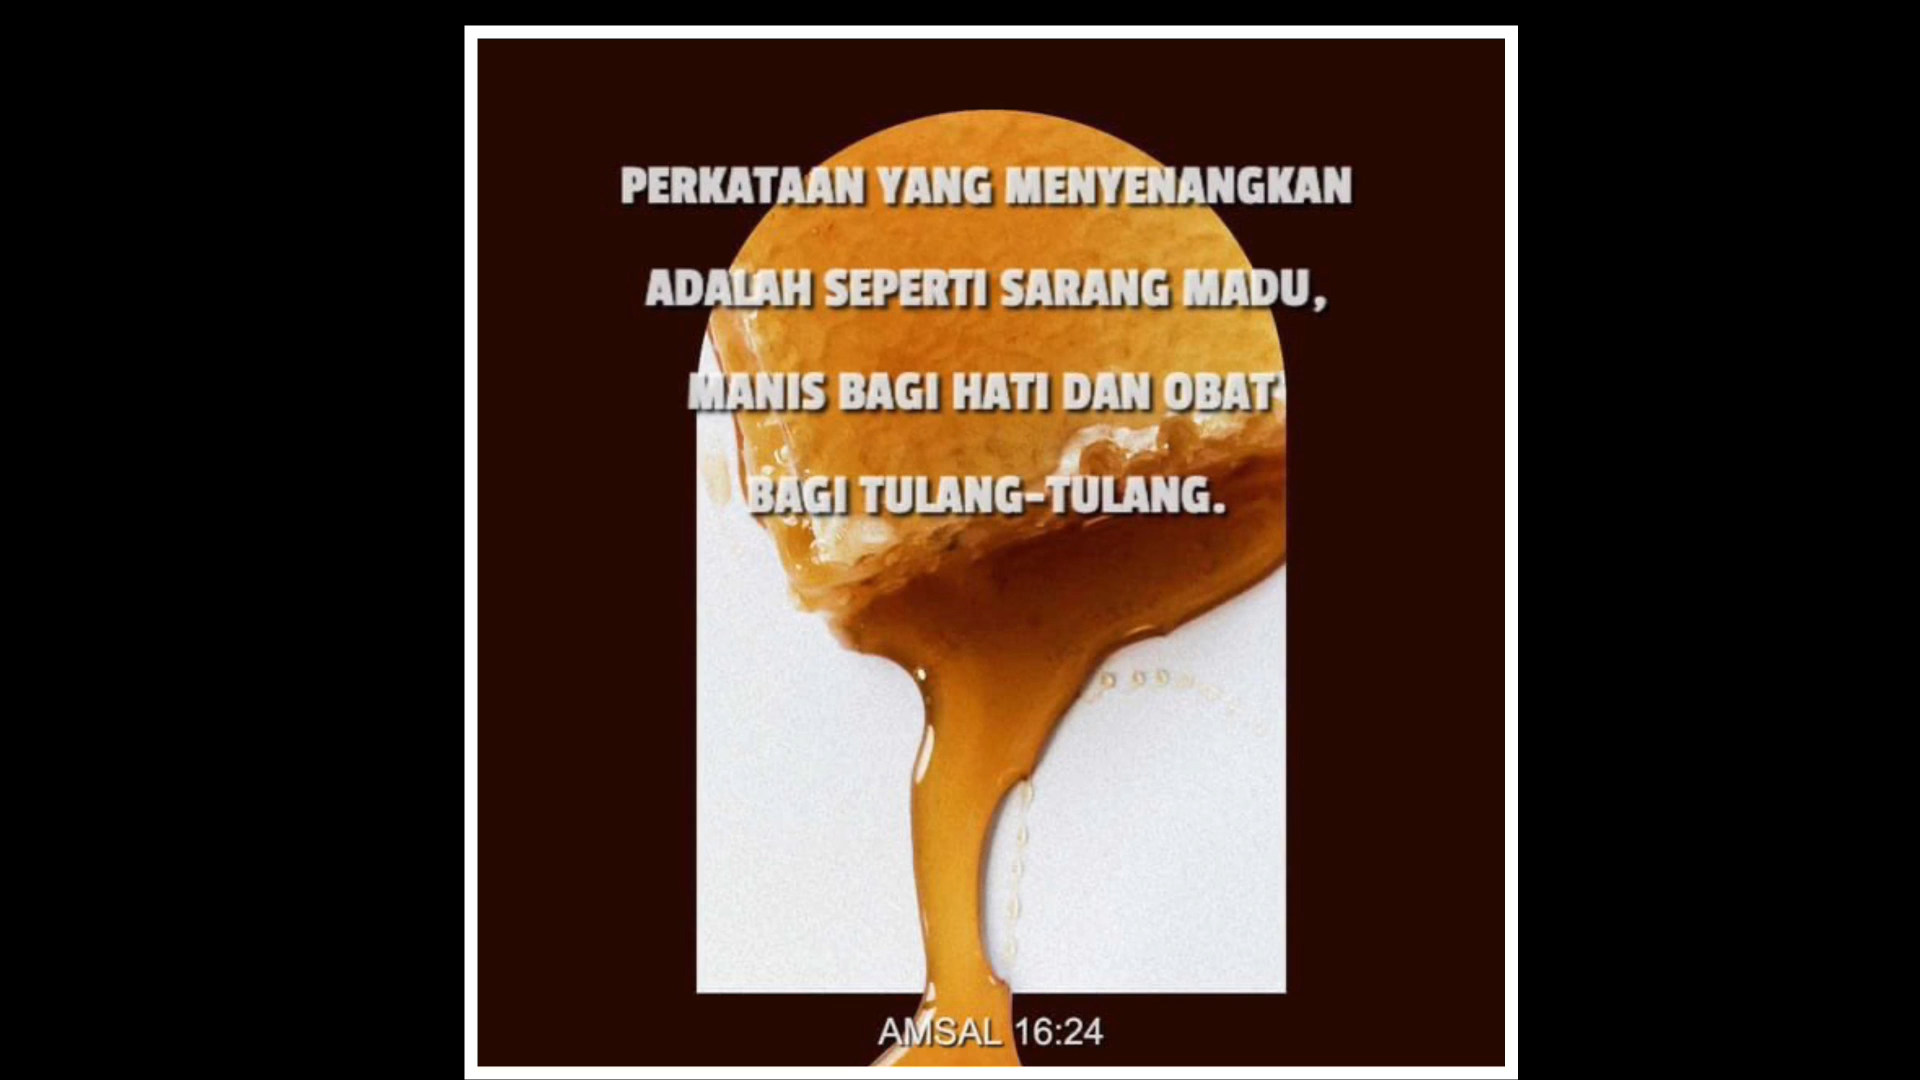 PERKATAAN YANG MENYENANGKAN
ADALAH SEPERTI SARANG MADU,
MANIS BAGI HATI DAN OBAT
BAGI TULANG-TULANG.
AMSAL 16:24